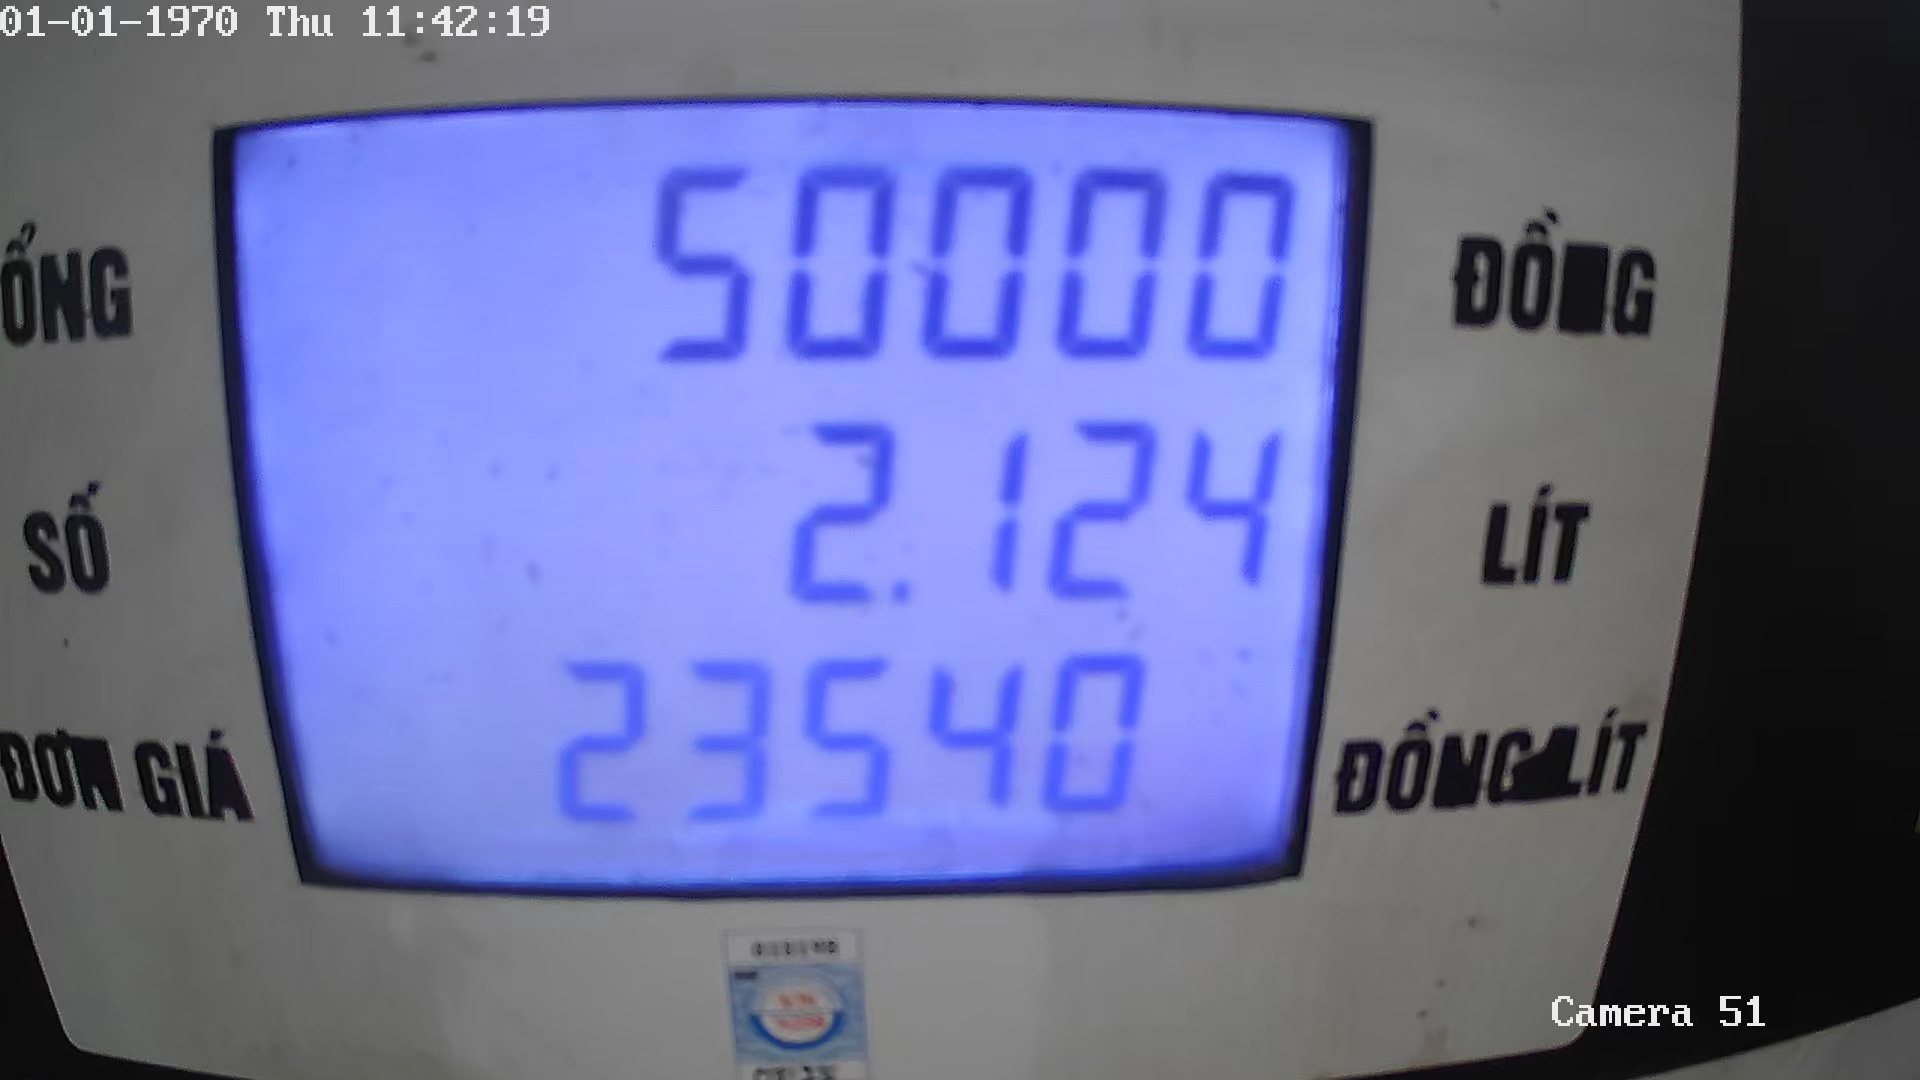 01-01-1970 Thu 11:42:19
50000
ỔNG ĐỒNG
2.124
SỐ LÍT
23540
ĐƠN GIÁ ĐỒNG/LÍT
Camera 51